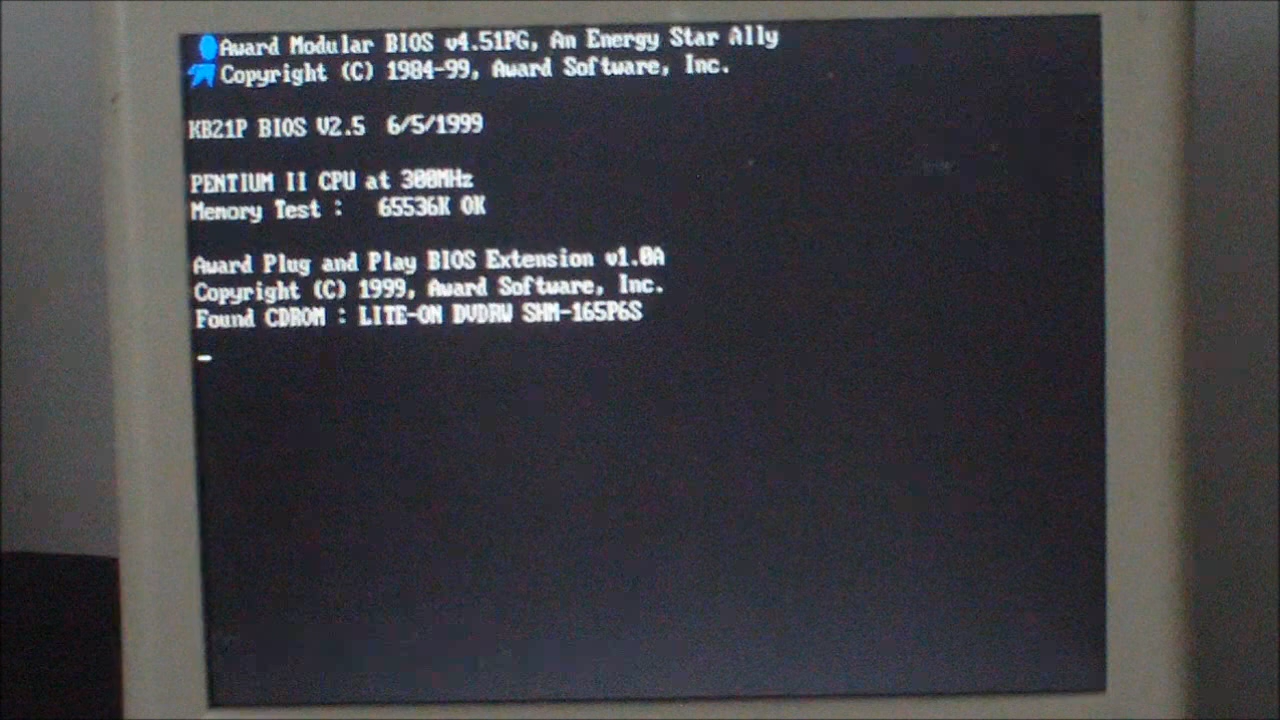 Award Modular BIOS v4.51PG, An Energy Star Ally
Copyright (C) 1984-99, Award Software, Inc.
KB21P BIOS V2.5 6/5/1999
PENTIUM II CPU at 300MHz
Memory Test : 65536K OK
Award Plug and Play BIOS Extension v1.0A
Copyright (C) 1999, Award Software, Inc.
Found CDROM : LITE-ON DVDRW SHM-165P6S